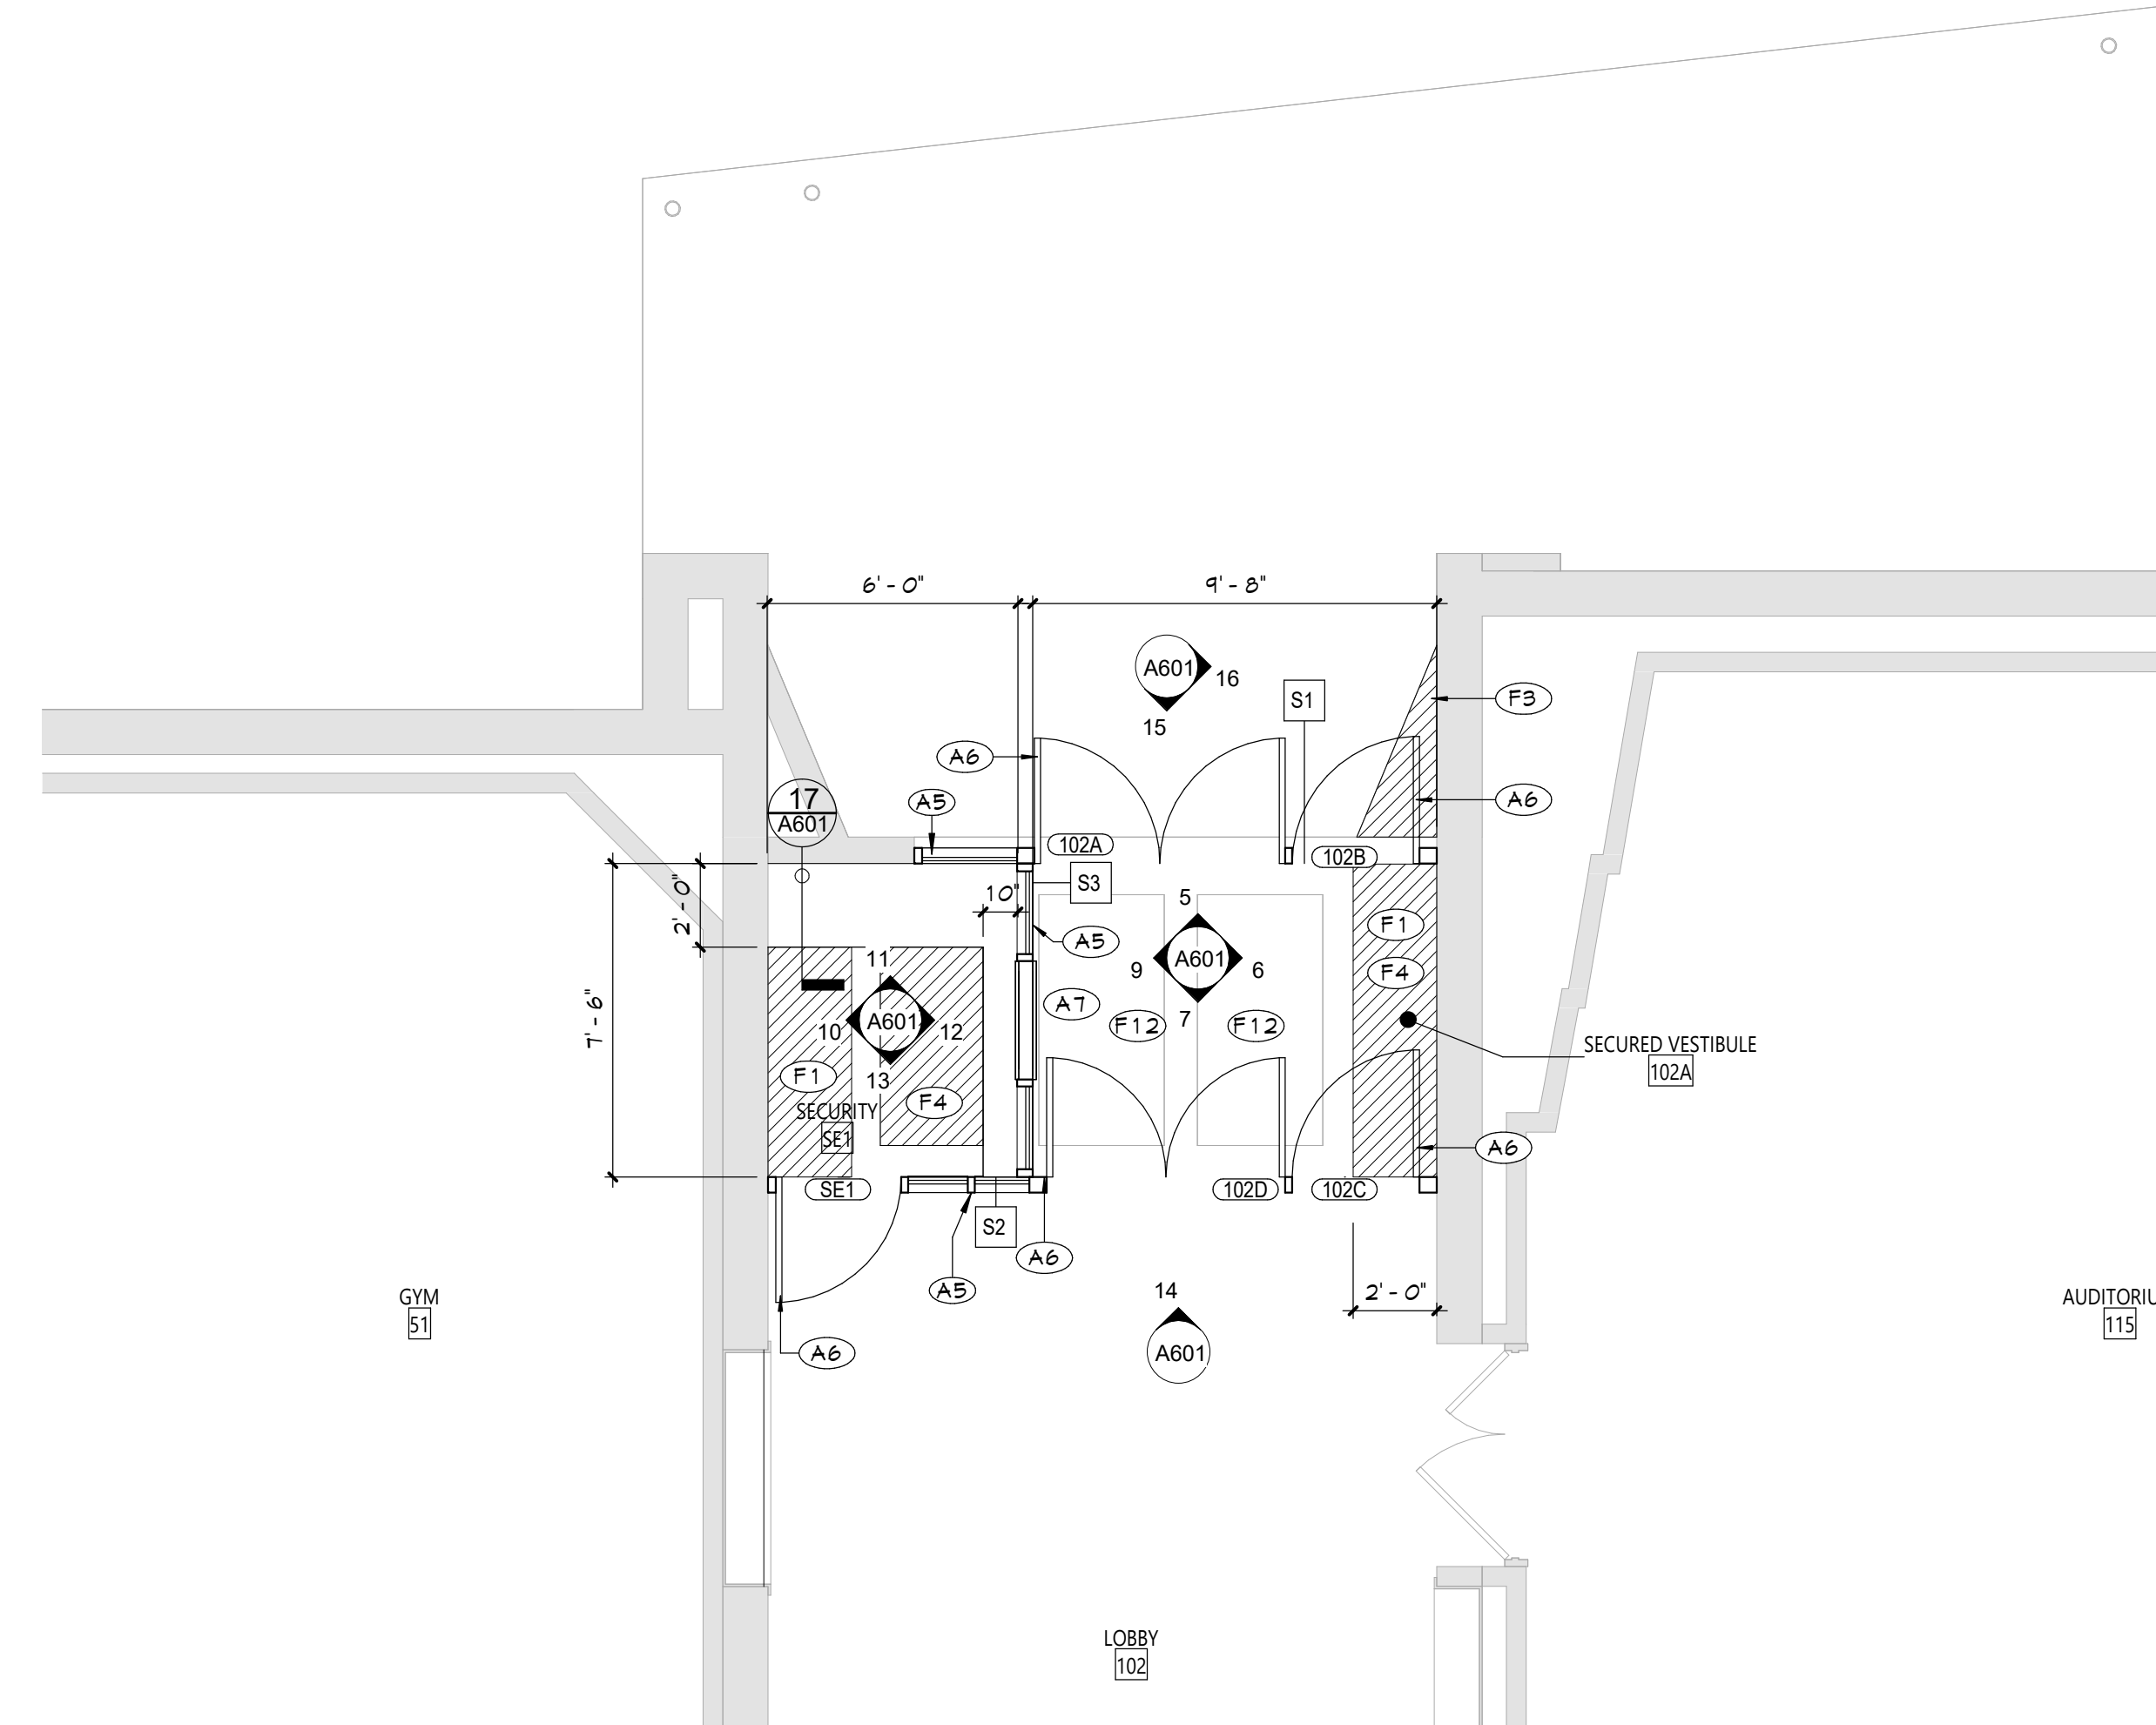 6' - 0"
9' - 8"
A601
16
15
S1
F3
A6
A5
A6
17
A601
102A
102B
2' - 0"
10"
S3
5
F1
11
A5
9
A601
6
F4
7' - 6"
A7
7
10
A601
12
F12
F12
SECURED VESTIBULE
102A
13
F1
F4
SECURITY
SE1
A6
SE1
102D
102C
S2
A6
A5
14
2' - 0"
GYM
51
A601
A6
AUDITORIU
115
LOBBY
102